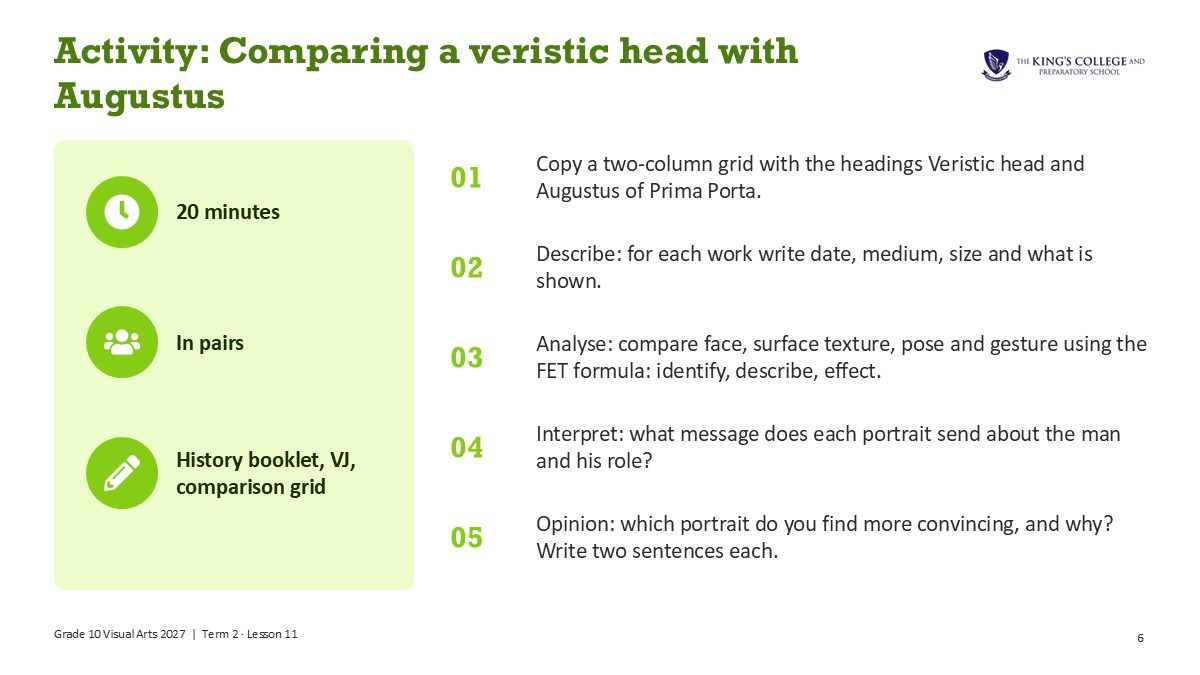 Activity: Comparing a veristic head with
Augustus
THE KING'S COLLEGE AND
PREPARATORY SCHOOL
20 minutes
In pairs
History booklet, VJ,
comparison grid
01
Copy a two-column grid with the headings Veristic head and
Augustus of Prima Porta.
02
Describe: for each work write date, medium, size and what is
shown.
03
Analyse: compare face, surface texture, pose and gesture using the
FET formula: identify, describe, effect.
04
Interpret: what message does each portrait send about the man
and his role?
05
Opinion: which portrait do you find more convincing, and why?
Write two sentences each.
Grade 10 Visual Arts 2027 | Term 2 · Lesson 11
6